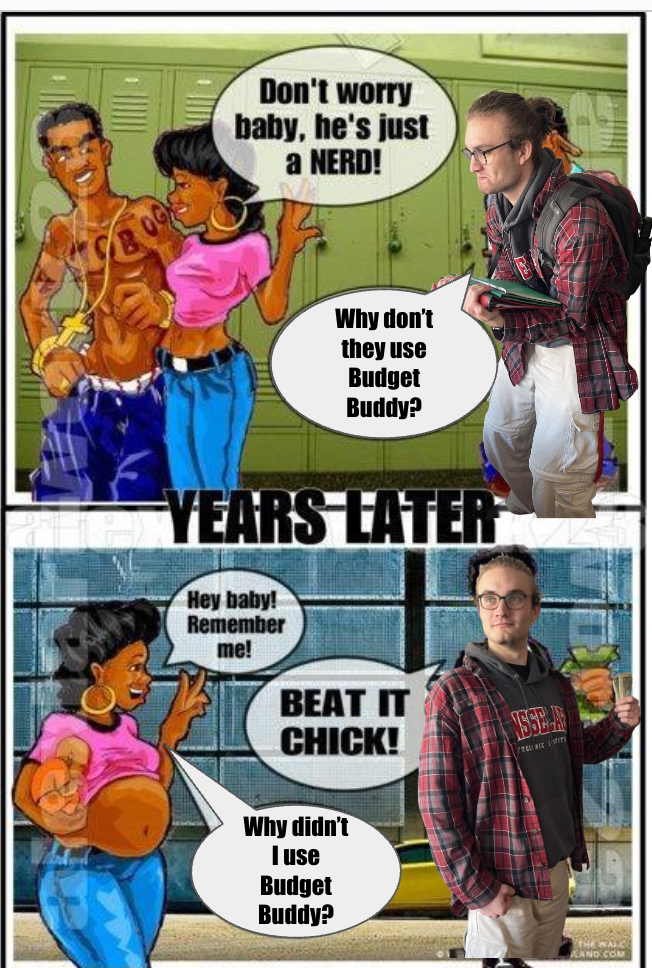 Don't worry
baby, he's just
a NERD!
Why don't
they use
Budget
Buddy?
YEARS LATER
Hey baby!
Remember
me!
BEAT IT
CHICK!
Why didn't
I use
Budget
Buddy?